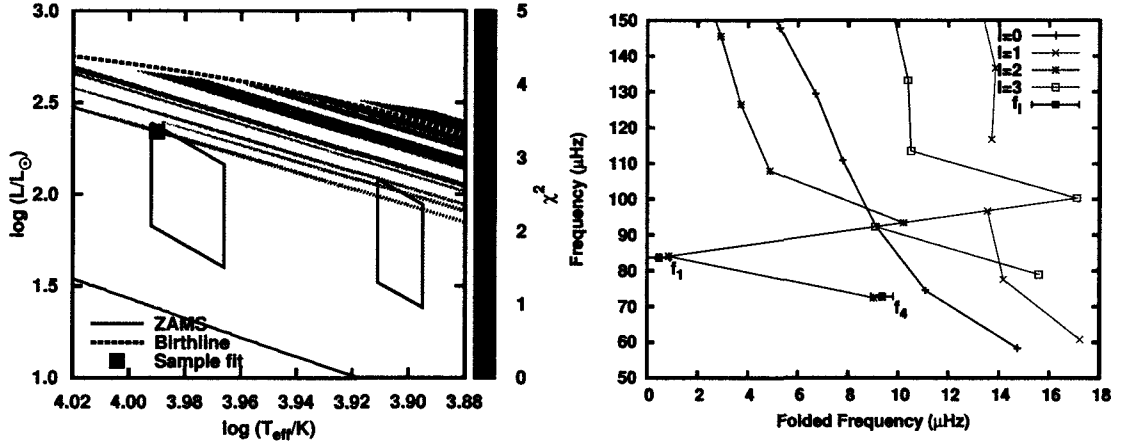 3.0
2.5
2.0
1.5
1.0
log (L/L⊙)
4.02 4.00 3.98 3.96 3.94 3.92 3.90 3.88
log (Teff/K)
ZAMS
Birthline
Sample fit
5
4
3
2
1
0
χ²
150
140
130
120
110
100
90
80
70
60
50
Frequency (μHz)
l=0
l=1
l=2
l=3
fI
f1
f4
0 2 4 6 8 10 12 14 16 18
Folded Frequency (μHz)